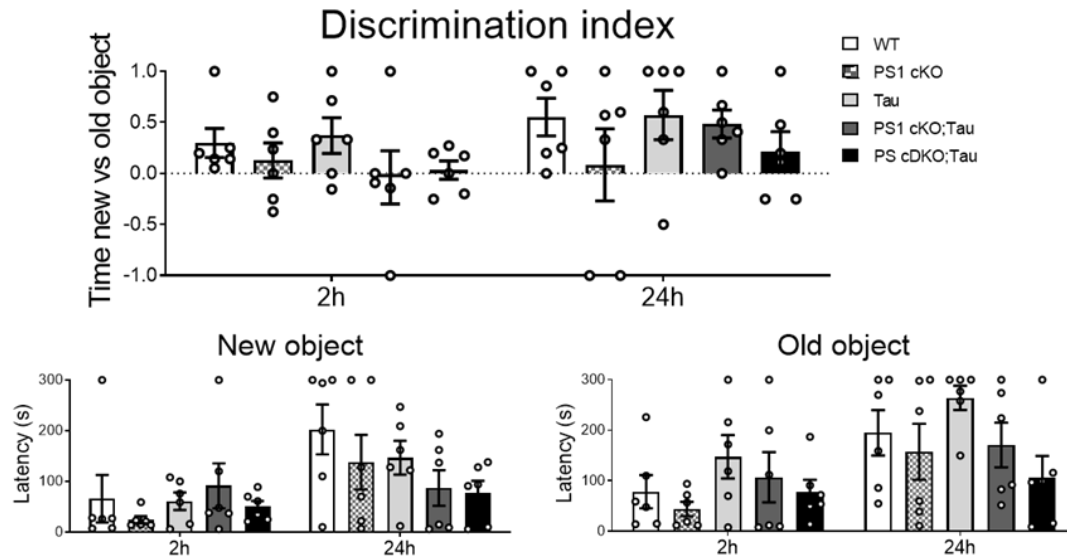 Discrimination index
WT
PS1 cKO
Tau
PS1 cKO;Tau
PS cDKO;Tau
Time new vs old object
1.0
0.5
0.0
-0.5
-1.0
2h
24h
New object
Latency (s)
300
200
100
0
2h
24h
Old object
Latency (s)
300
200
100
0
2h
24h